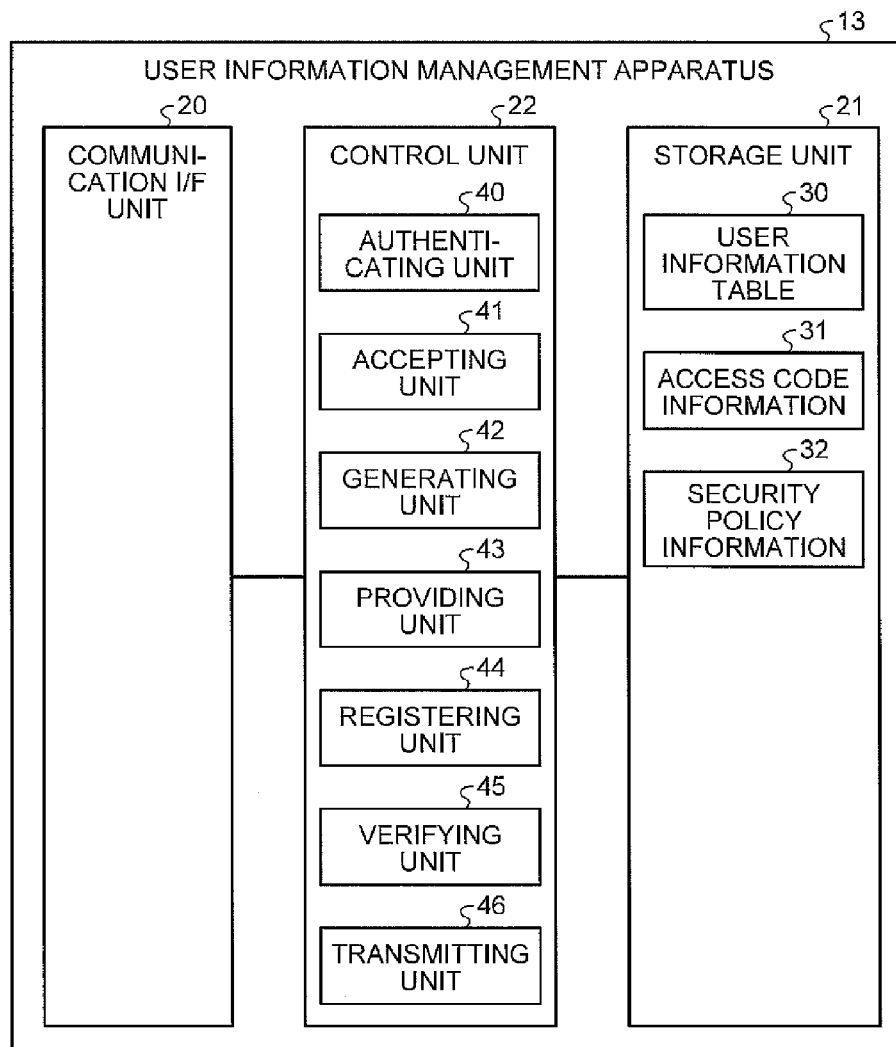 13
USER INFORMATION MANAGEMENT APPARATUS
20
COMMUNI-
CATION I/F
UNIT
22
CONTROL UNIT
40
AUTHENTI-
CATING UNIT
41
ACCEPTING
UNIT
42
GENERATING
UNIT
43
PROVIDING
UNIT
44
REGISTERING
UNIT
45
VERIFYING
UNIT
46
TRANSMITTING
UNIT
21
STORAGE UNIT
30
USER
INFORMATION
TABLE
31
ACCESS CODE
INFORMATION
32
SECURITY
POLICY
INFORMATION